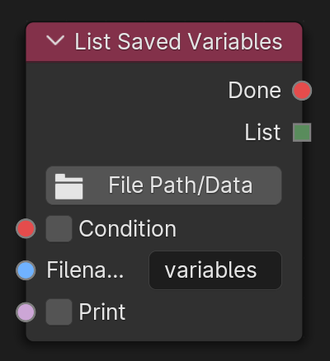 List Saved Variables
Done
List
File Path/Data
Condition
Filena... variables
Print